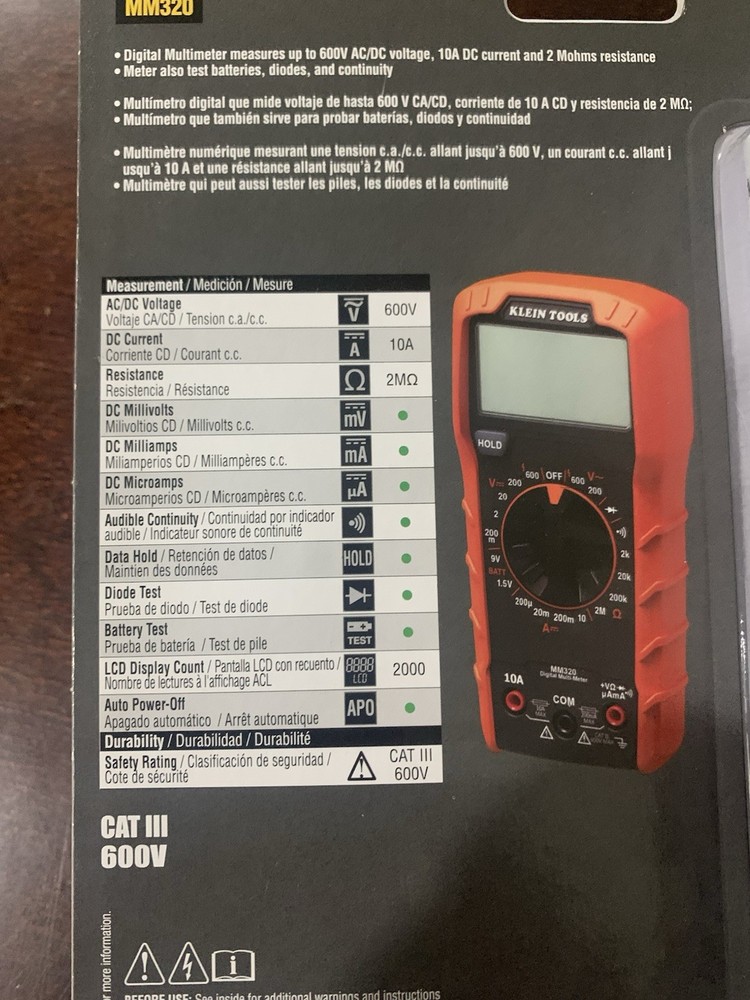 MM320
• Digital Multimeter measures up to 600V AC/DC voltage, 10A DC current and 2 Mohms resistance
• Meter also test batteries, diodes, and continuity
• Multímetro digital que mide voltaje de hasta 600 V CA/CD, corriente de 10 A CD y resistencia de 2 MΩ;
• Multímetro que también sirve para probar baterías, diodos y continuidad
• Multimètre numérique mesurant une tension c.a./c.c. allant jusqu'à 600 V, un courant c.c. allant j
usqu'à 10 A et une résistance allant jusqu'à 2 MΩ
• Multimètre qui peut aussi tester les piles, les diodes et la continuité
Measurement / Medición / Mesure
AC/DC Voltage
Voltaje CA/CD / Tension c.a./c.c.
V
600V
DC Current
Corriente CD / Courant c.c.
A
10A
Resistance
Resistencia / Résistance
Ω
2MΩ
DC Millivolts
Milivoltios CD / Millivolts c.c.
mV
DC Milliamps
Miliamperios CD / Milliampères c.c.
mA
DC Microamps
Microamperios CD / Microampères c.c.
µA
Audible Continuity / Continuidad por indicador
audible / Indicateur sonore de continuité
Data Hold / Retención de datos /
Maintien des données
HOLD
Diode Test
Prueba de diodo / Test de diode
Battery Test
Prueba de batería / Test de pile
TEST
LCD Display Count / Pantalla LCD con recuento /
Nombre de lectures à l'affichage ACL
8888
LCD
2000
Auto Power-Off
Apagado automático / Arrêt automatique
APO
Durability / Durabilidad / Durabilité
Safety Rating / Clasificación de seguridad /
Cote de sécurité
CAT III
600V
KLEIN TOOLS
HOLD
V 200 600 OFF 600 V~
20 200
2
200
m
2k
9V
BATT
20k
1.5V
200k
200µ 20m 200m 10 2M Ω
A
MM320
Digital Multi-Meter
10A
COM
+VΩ
µAmA
CAT III
600V
or more information.
BEFORE USE: See inside for additional warnings and instructions